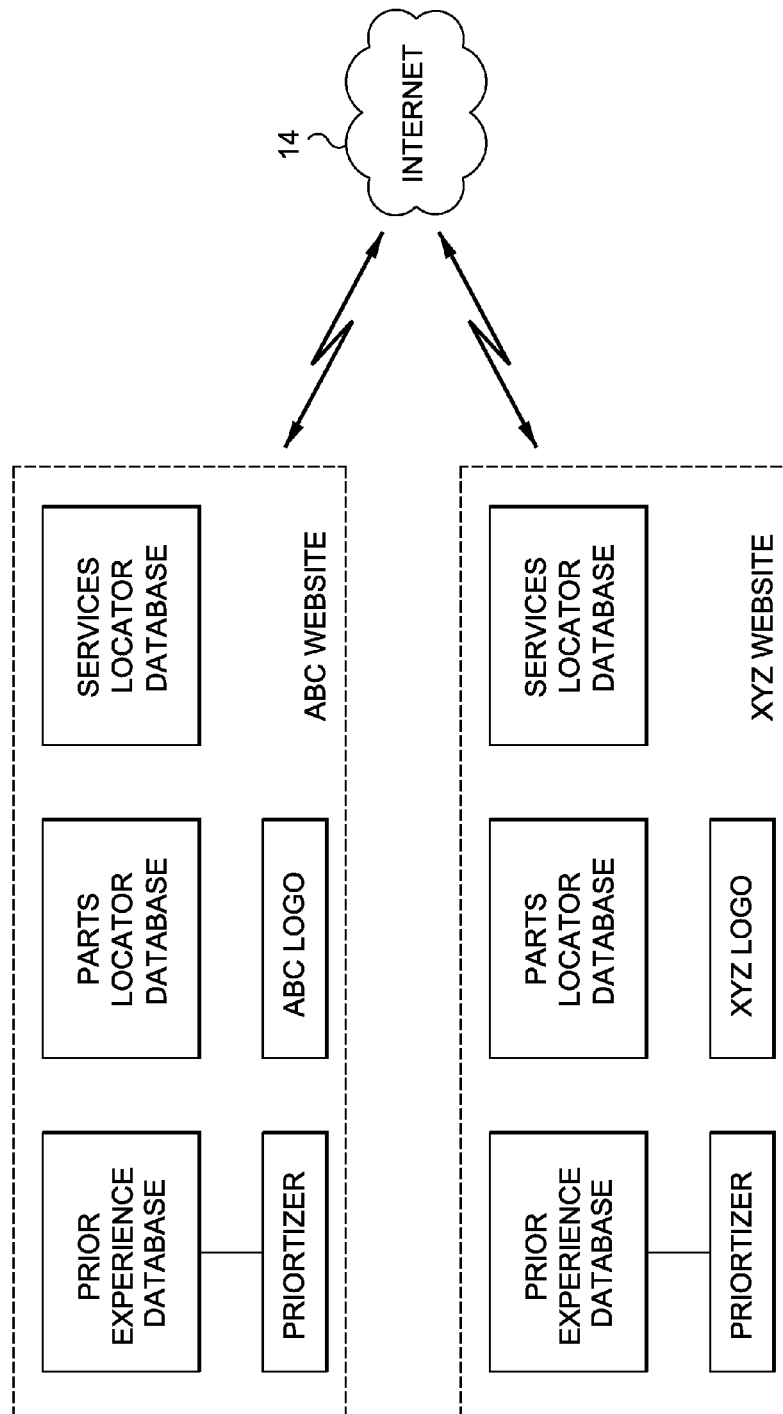 PRIOR
EXPERIENCE
DATABASE
PARTS
LOCATOR
DATABASE
SERVICES
LOCATOR
DATABASE
PRIORTIZER
ABC LOGO
ABC WEBSITE
14
INTERNET
PRIOR
EXPERIENCE
DATABASE
PARTS
LOCATOR
DATABASE
SERVICES
LOCATOR
DATABASE
PRIORTIZER
XYZ LOGO
XYZ WEBSITE